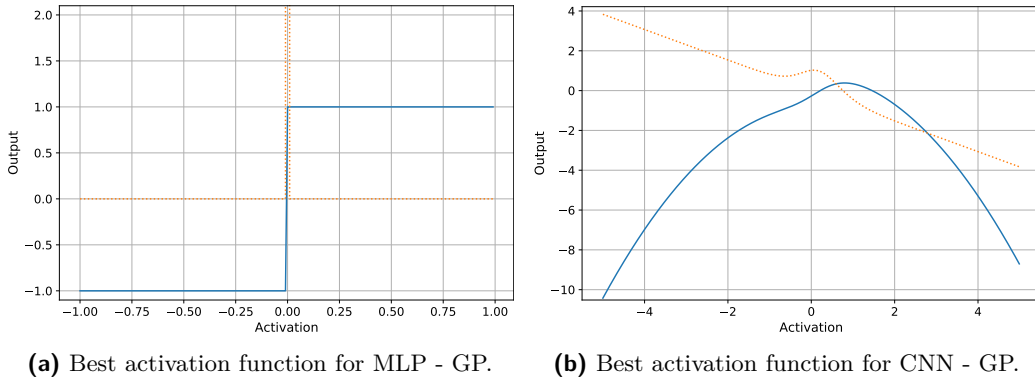 2.0
1.5
1.0
0.5
0.0
−0.5
−1.0
Output
−1.00 −0.75 −0.50 −0.25 0.00 0.25 0.50 0.75 1.00
Activation
(a) Best activation function for MLP - GP.
4
2
0
−2
−4
−6
−8
−10
Output
−4 −2 0 2 4
Activation
(b) Best activation function for CNN - GP.